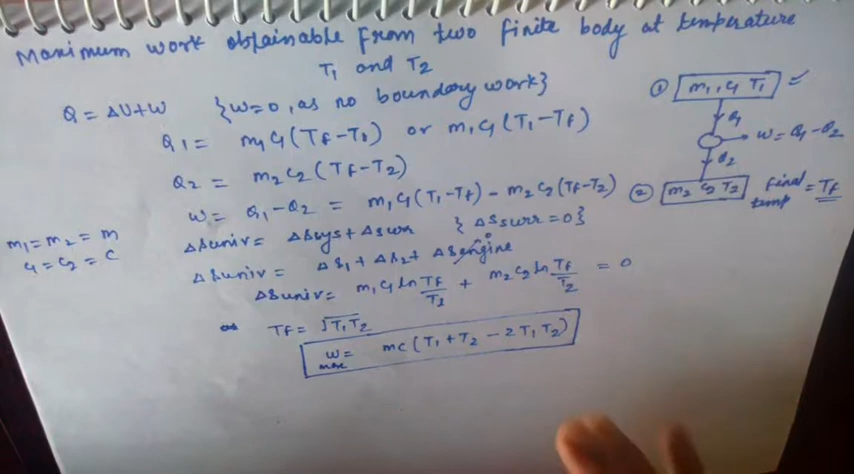 Maximum work obtainable from two finite body at temperature
T1 and T2
Q = ΔU+W {W=0, as no boundary work}
Q1 = m1c1(Tf-T1) or m1c1(T1-Tf)
Q2 = m2c2(Tf-T2)
W = Q1-Q2 = m1c1(T1-Tf) - m2c2(Tf-T2)
m1=m2=m
c1=c2=c
ΔSuniv = ΔSsys + ΔSsurr {ΔSsurr=0}
ΔSuniv = ΔS1 + ΔS2 + ΔSengine 0
ΔSuniv = m1c1 ln Tf/T1 + m2c2 ln Tf/T2 = 0
Tf = √T1T2
Wmax = mc(T1+T2-2T1T2)
① m1, c1 T1
Q1
W=Q1-Q2
Q2
② m2 c2 T2
Final temp = Tf